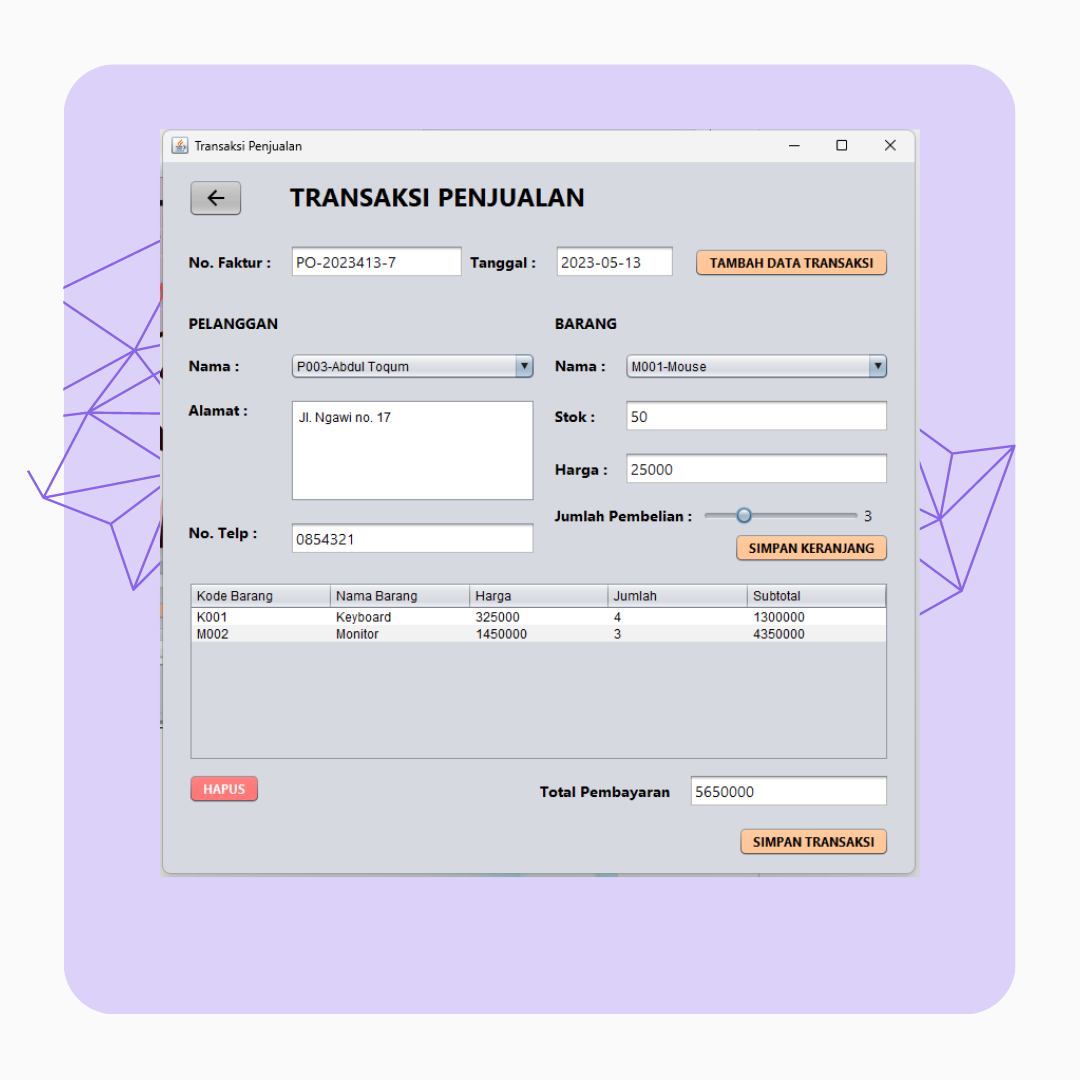 Transaksi Penjualan
TRANSAKSI PENJUALAN
No. Faktur : PO-2023413-7 Tanggal : 2023-05-13 TAMBAH DATA TRANSAKSI
PELANGGAN BARANG
Nama : P003-Abdul Toqum Nama : M001-Mouse
Alamat : Jl. Ngawi no. 17 Stok : 50
Harga : 25000
Jumlah Pembelian : 3
No. Telp : 0854321
SIMPAN KERANJANG
Kode Barang Nama Barang Harga Jumlah Subtotal
K001 Keyboard 325000 4 1300000
M002 Monitor 1450000 3 4350000
HAPUS Total Pembayaran 5650000
SIMPAN TRANSAKSI